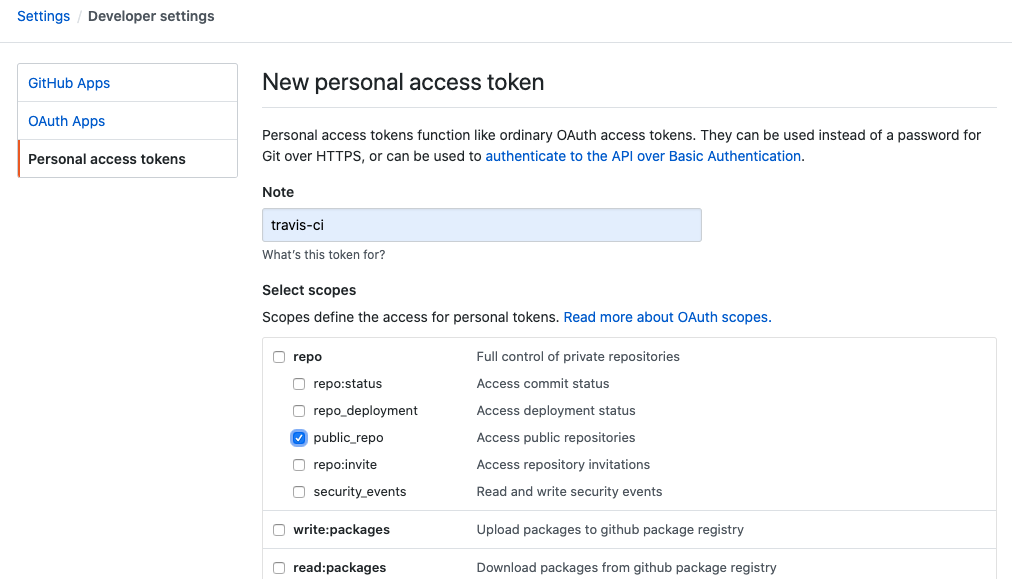 Settings / Developer settings
GitHub Apps
OAuth Apps
Personal access tokens
New personal access token
Personal access tokens function like ordinary OAuth access tokens. They can be used instead of a password for
Git over HTTPS, or can be used to authenticate to the API over Basic Authentication.
Note
travis-ci
What's this token for?
Select scopes
Scopes define the access for personal tokens. Read more about OAuth scopes.
repo Full control of private repositories
repo:status Access commit status
repo_deployment Access deployment status
public_repo Access public repositories
repo:invite Access repository invitations
security_events Read and write security events
write:packages Upload packages to github package registry
read:packages Download packages from github package registry